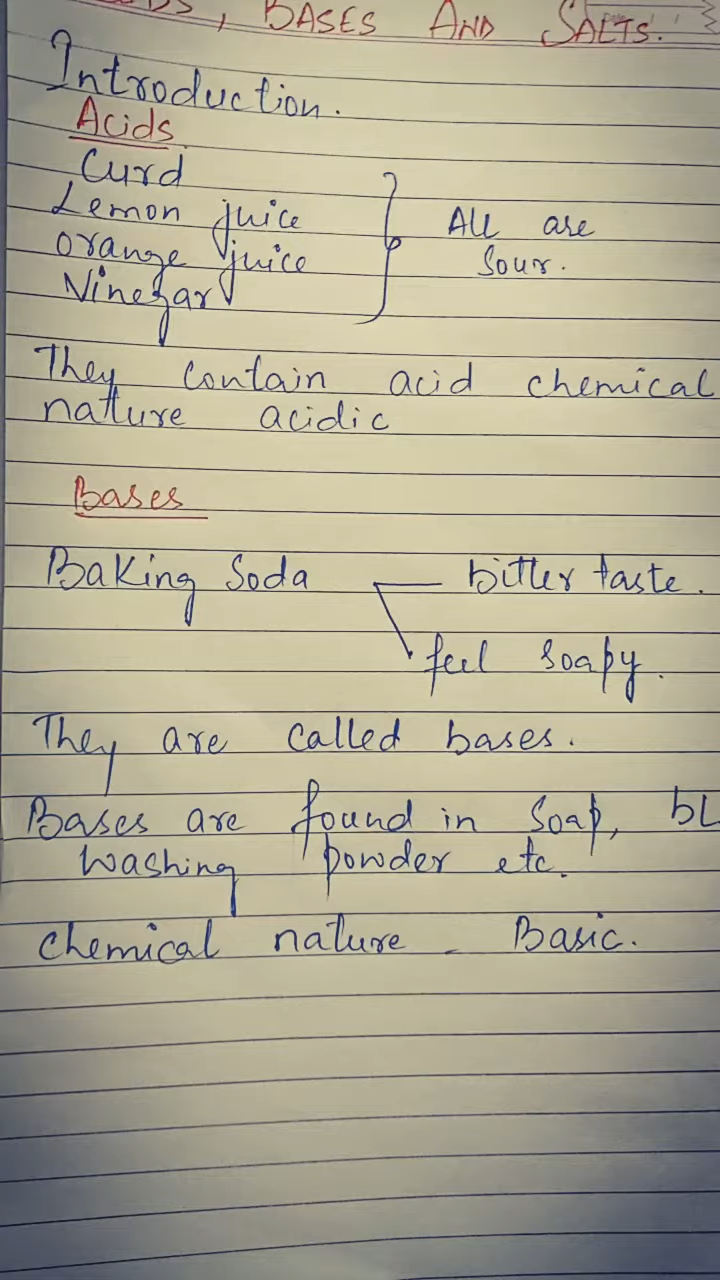 , BASES AND SALTS.
Introduction.
Acids
Curd
Lemon juice
Orange juice
Vinegar
All are
Sour.
They contain acid chemical
nature acidic
Bases
Baking Soda bitter taste.
feel soapy.
They are called bases.
Bases are found in Soap,
washing powder etc.
Chemical nature - Basic.